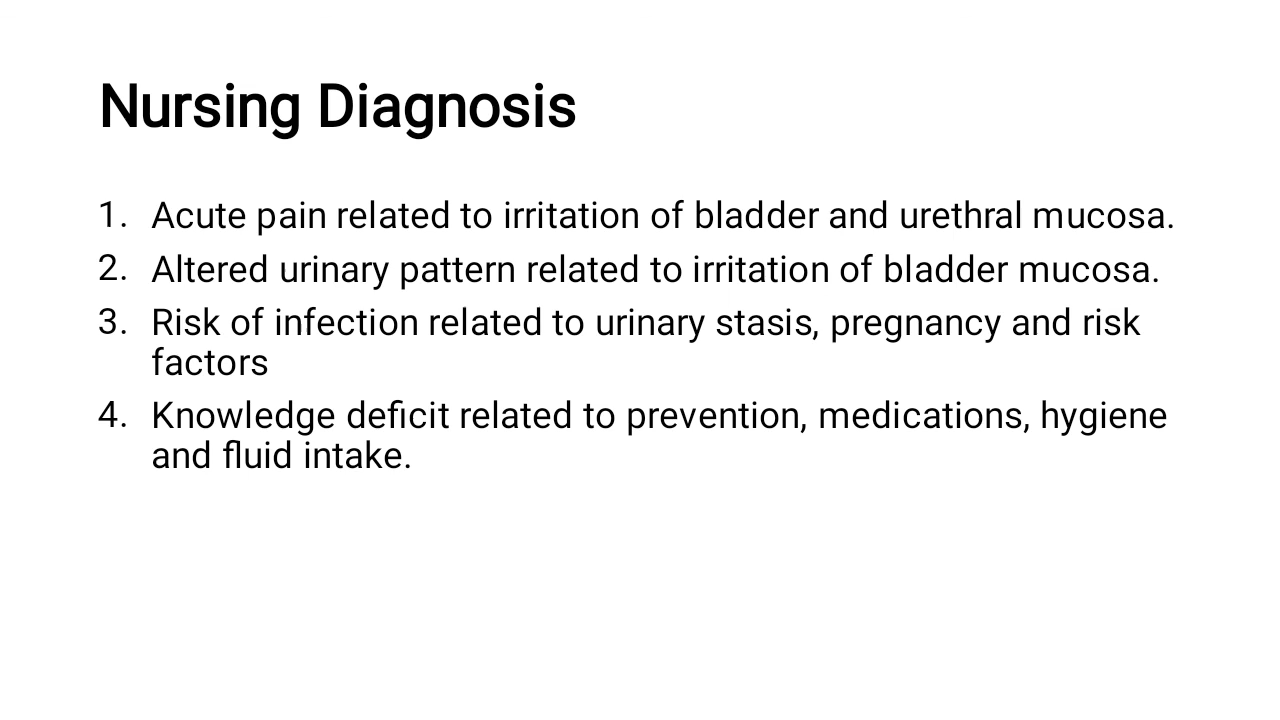 Nursing Diagnosis
1. Acute pain related to irritation of bladder and urethral mucosa.
2. Altered urinary pattern related to irritation of bladder mucosa.
3. Risk of infection related to urinary stasis, pregnancy and risk
factors
4. Knowledge deficit related to prevention, medications, hygiene
and fluid intake.